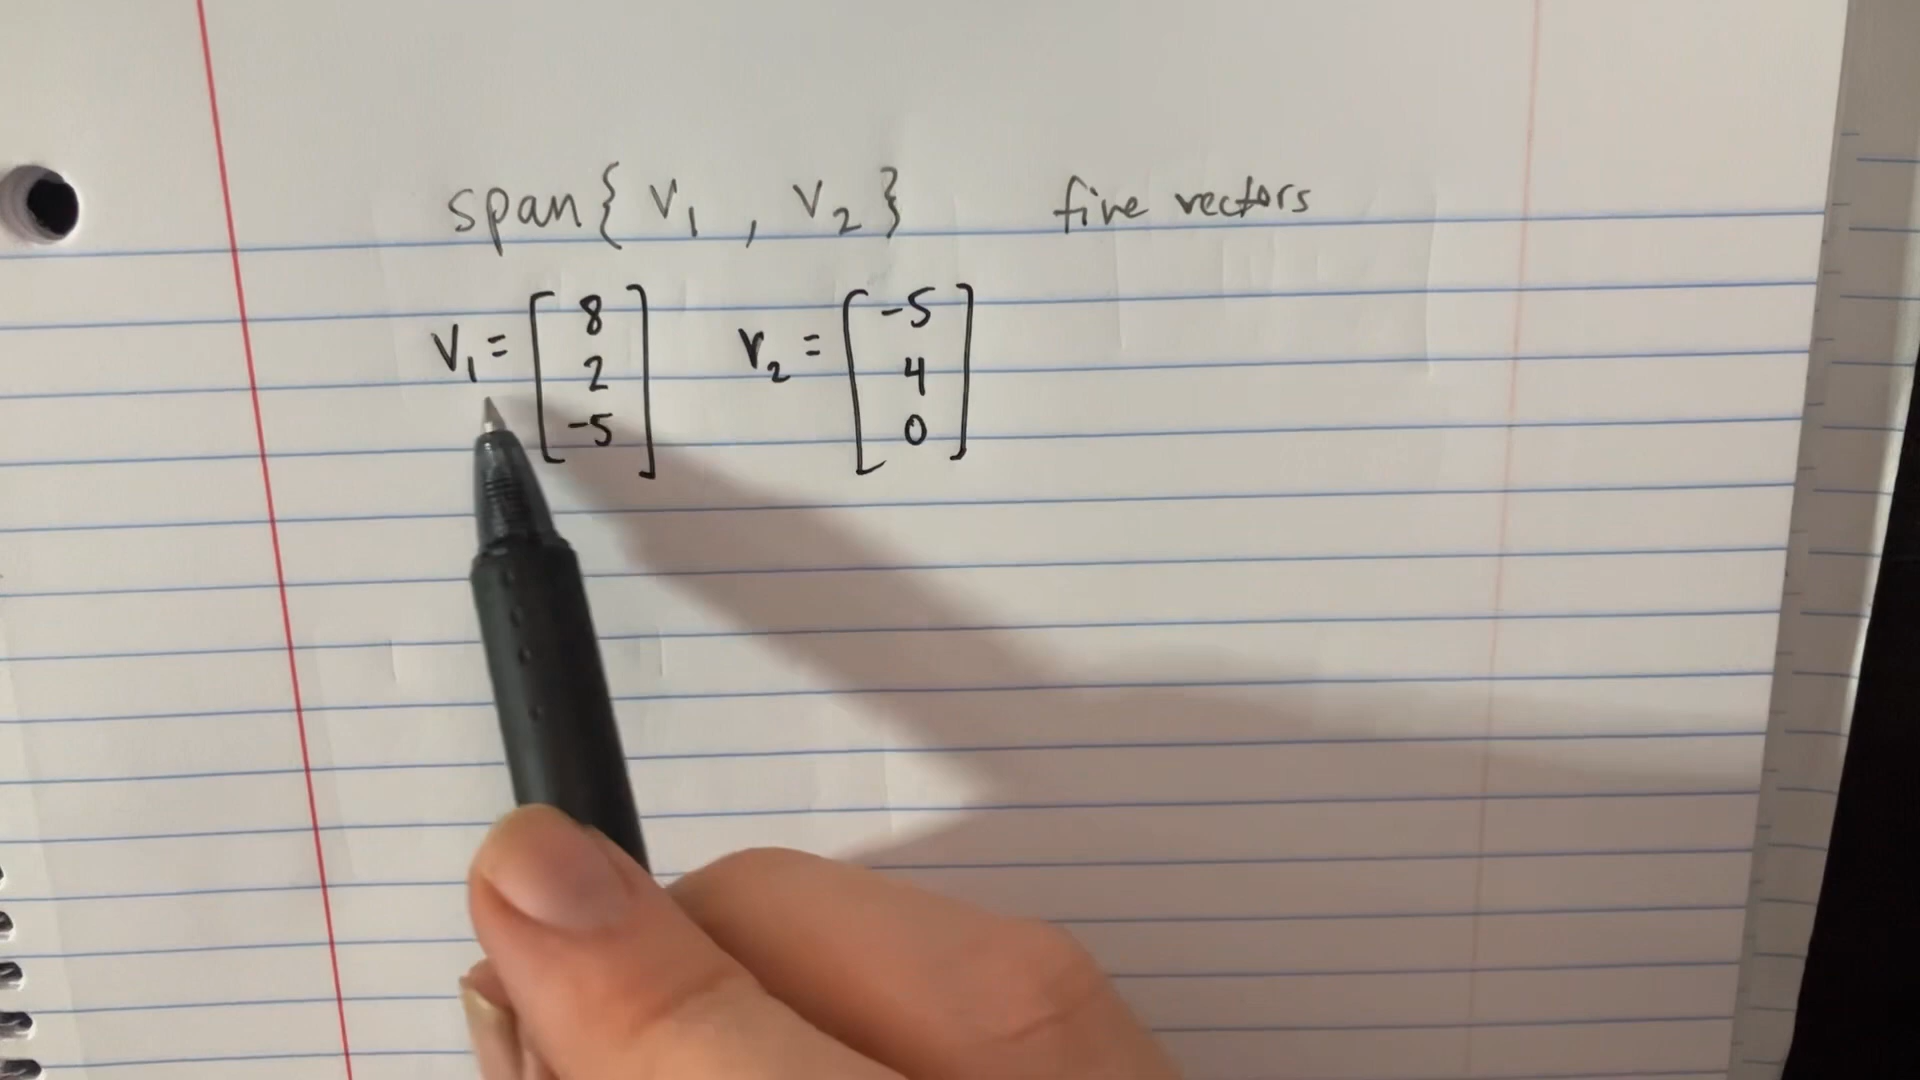 span{ v₁ , v₂ } five vectors
v₁ = [ 8 2 -5 ] v₂ = [ -5 4 0 ]